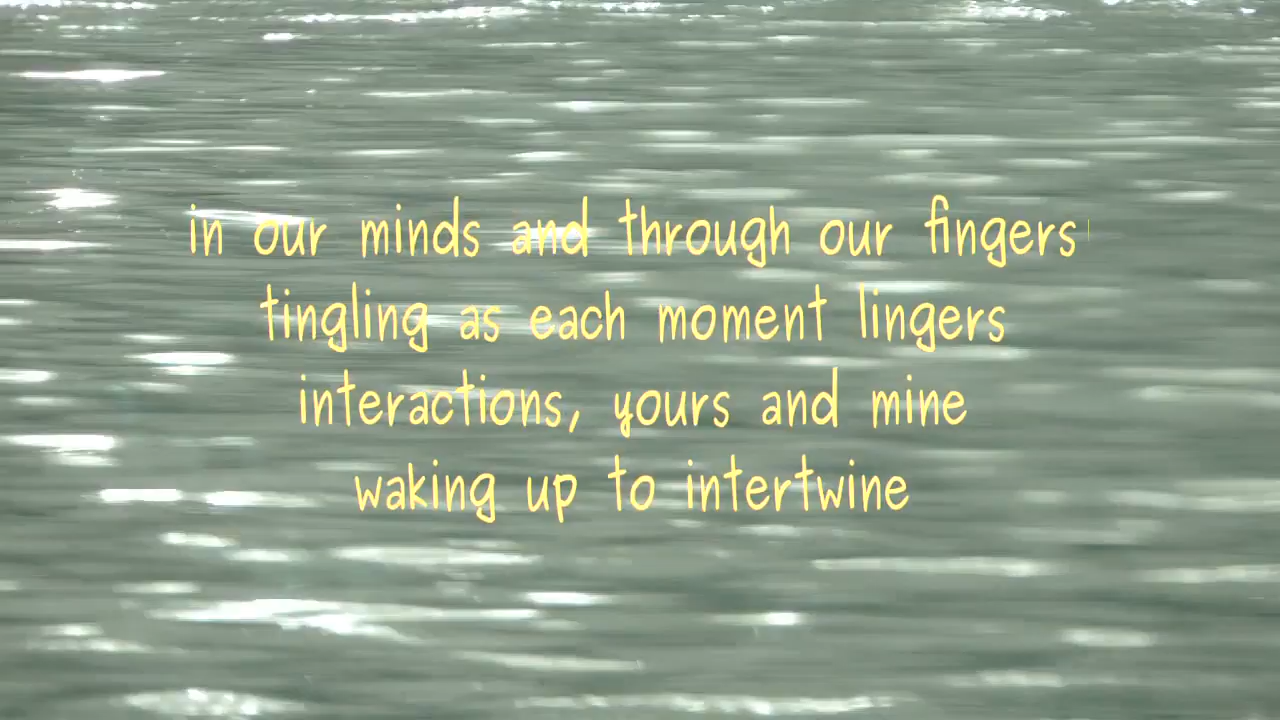 in our minds and through our fingers
tingling as each moment lingers
interactions, yours and mine
waking up to intertwine